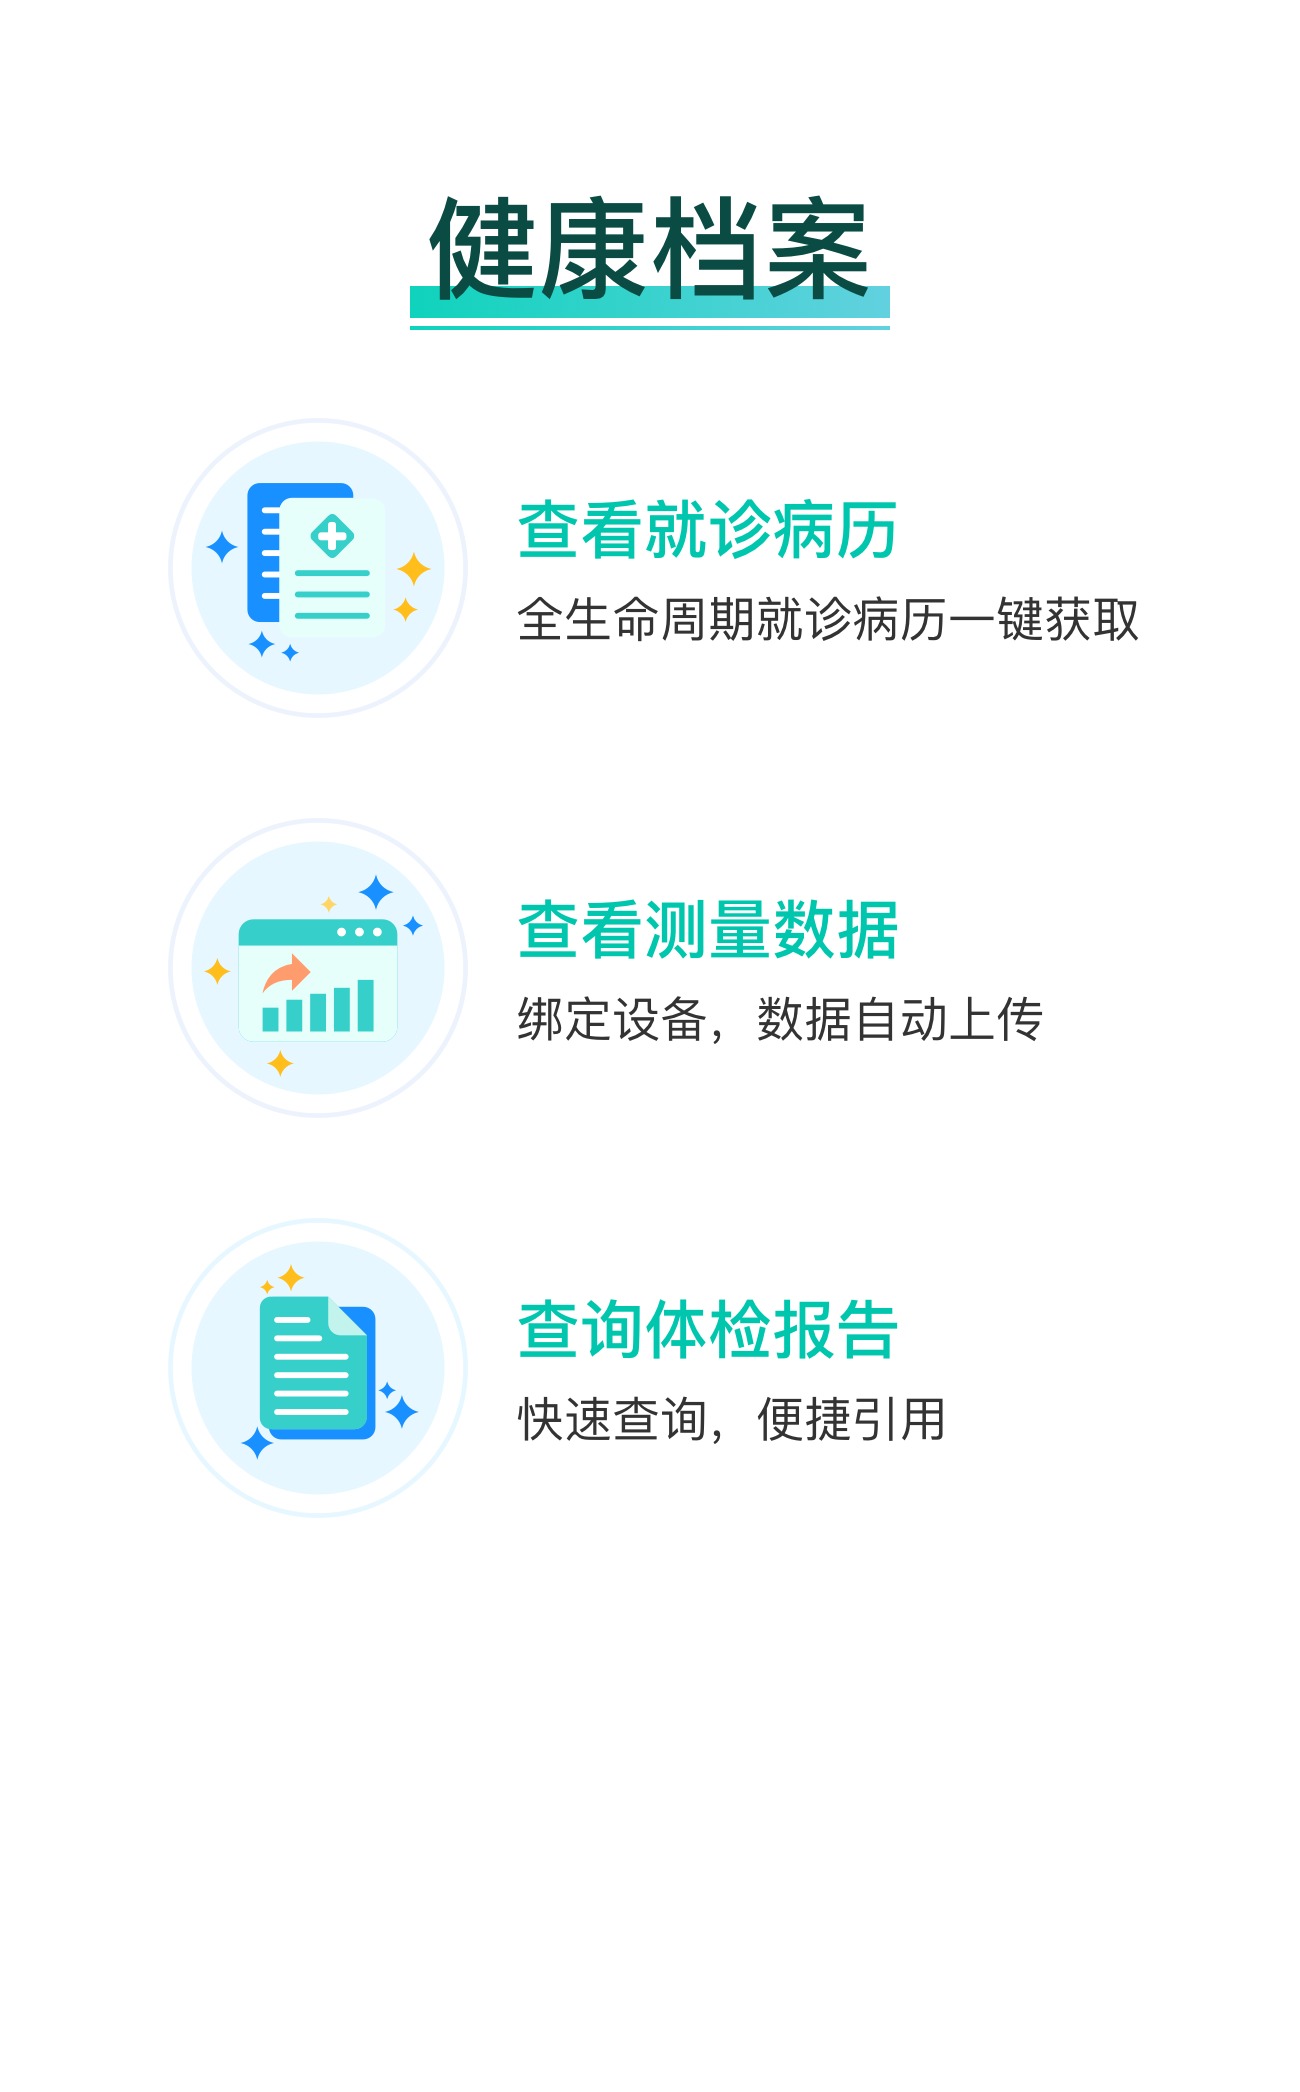 健康档案
查看就诊病历
全生命周期就诊病历一键获取
查看测量数据
绑定设备，数据自动上传
查询体检报告
快速查询，便捷引用